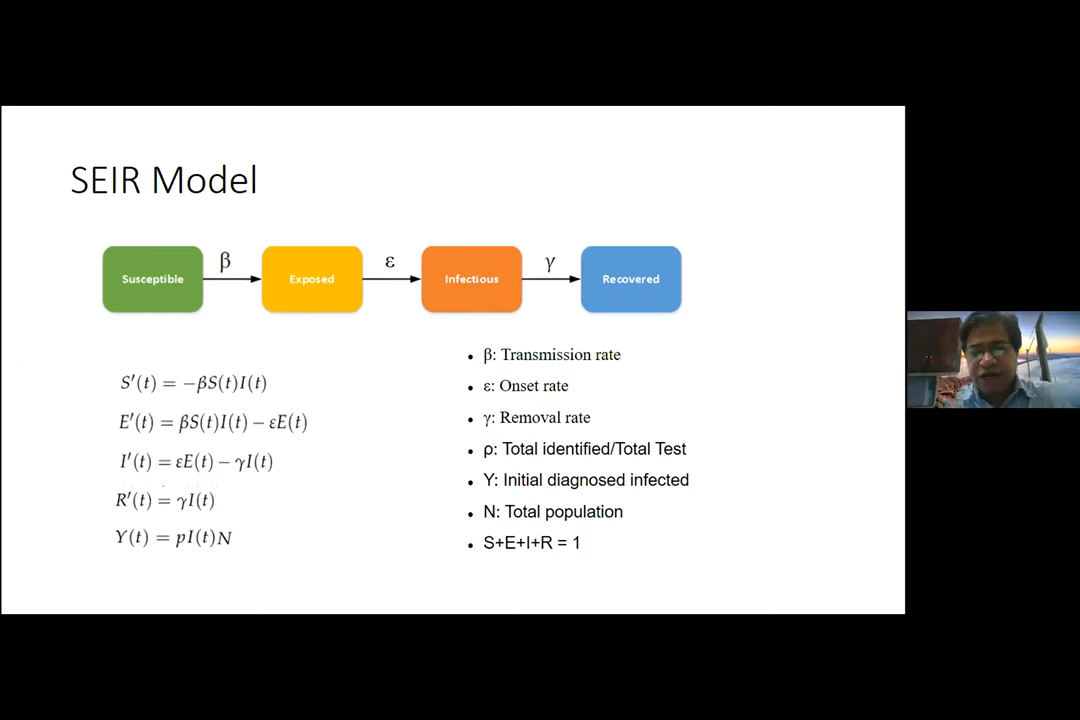 SEIR Model
β
ε
γ
Susceptible
Exposed
Infectious
Recovered
S′(t) = −βS(t)I(t)
E′(t) = βS(t)I(t) − εE(t)
I′(t) = εE(t) − γI(t)
R′(t) = γI(t)
Y(t) = pI(t)N
• β: Transmission rate
• ε: Onset rate
• γ: Removal rate
• ρ: Total identified/Total Test
• Y: Initial diagnosed infected
• N: Total population
• S+E+I+R = 1